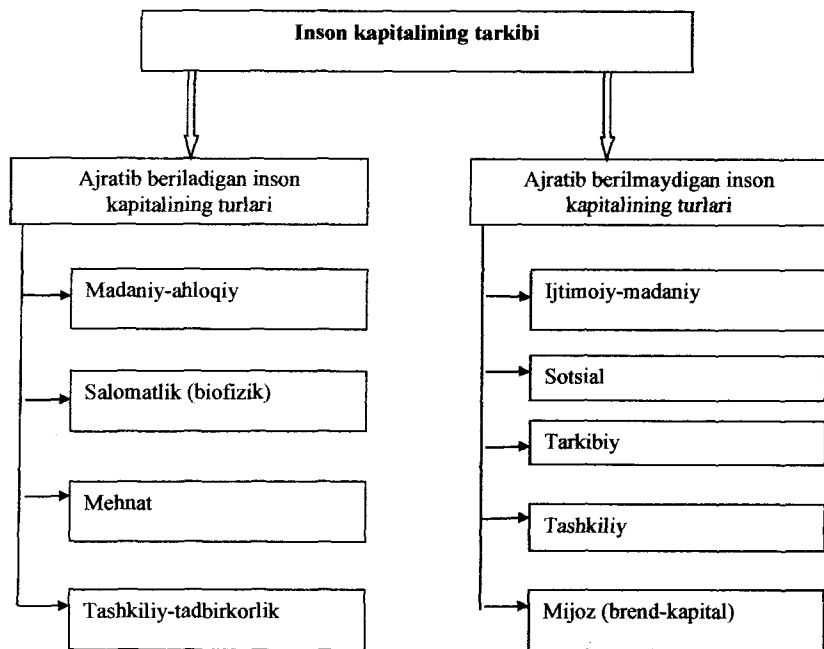 Inson kapitalining tarkibi
Ajratib beriladigan inson
kapitalining turlari
Madaniy-ahloqiy
Salomatlik (biofizik)
Mehnat
Tashkiliy-tadbirkorlik
Ajratib berilmaydigan inson
kapitalining turlari
Ijtimoiy-madaniy
Sotsial
Tarkibiy
Tashkiliy
Mijoz (brend-kapital)